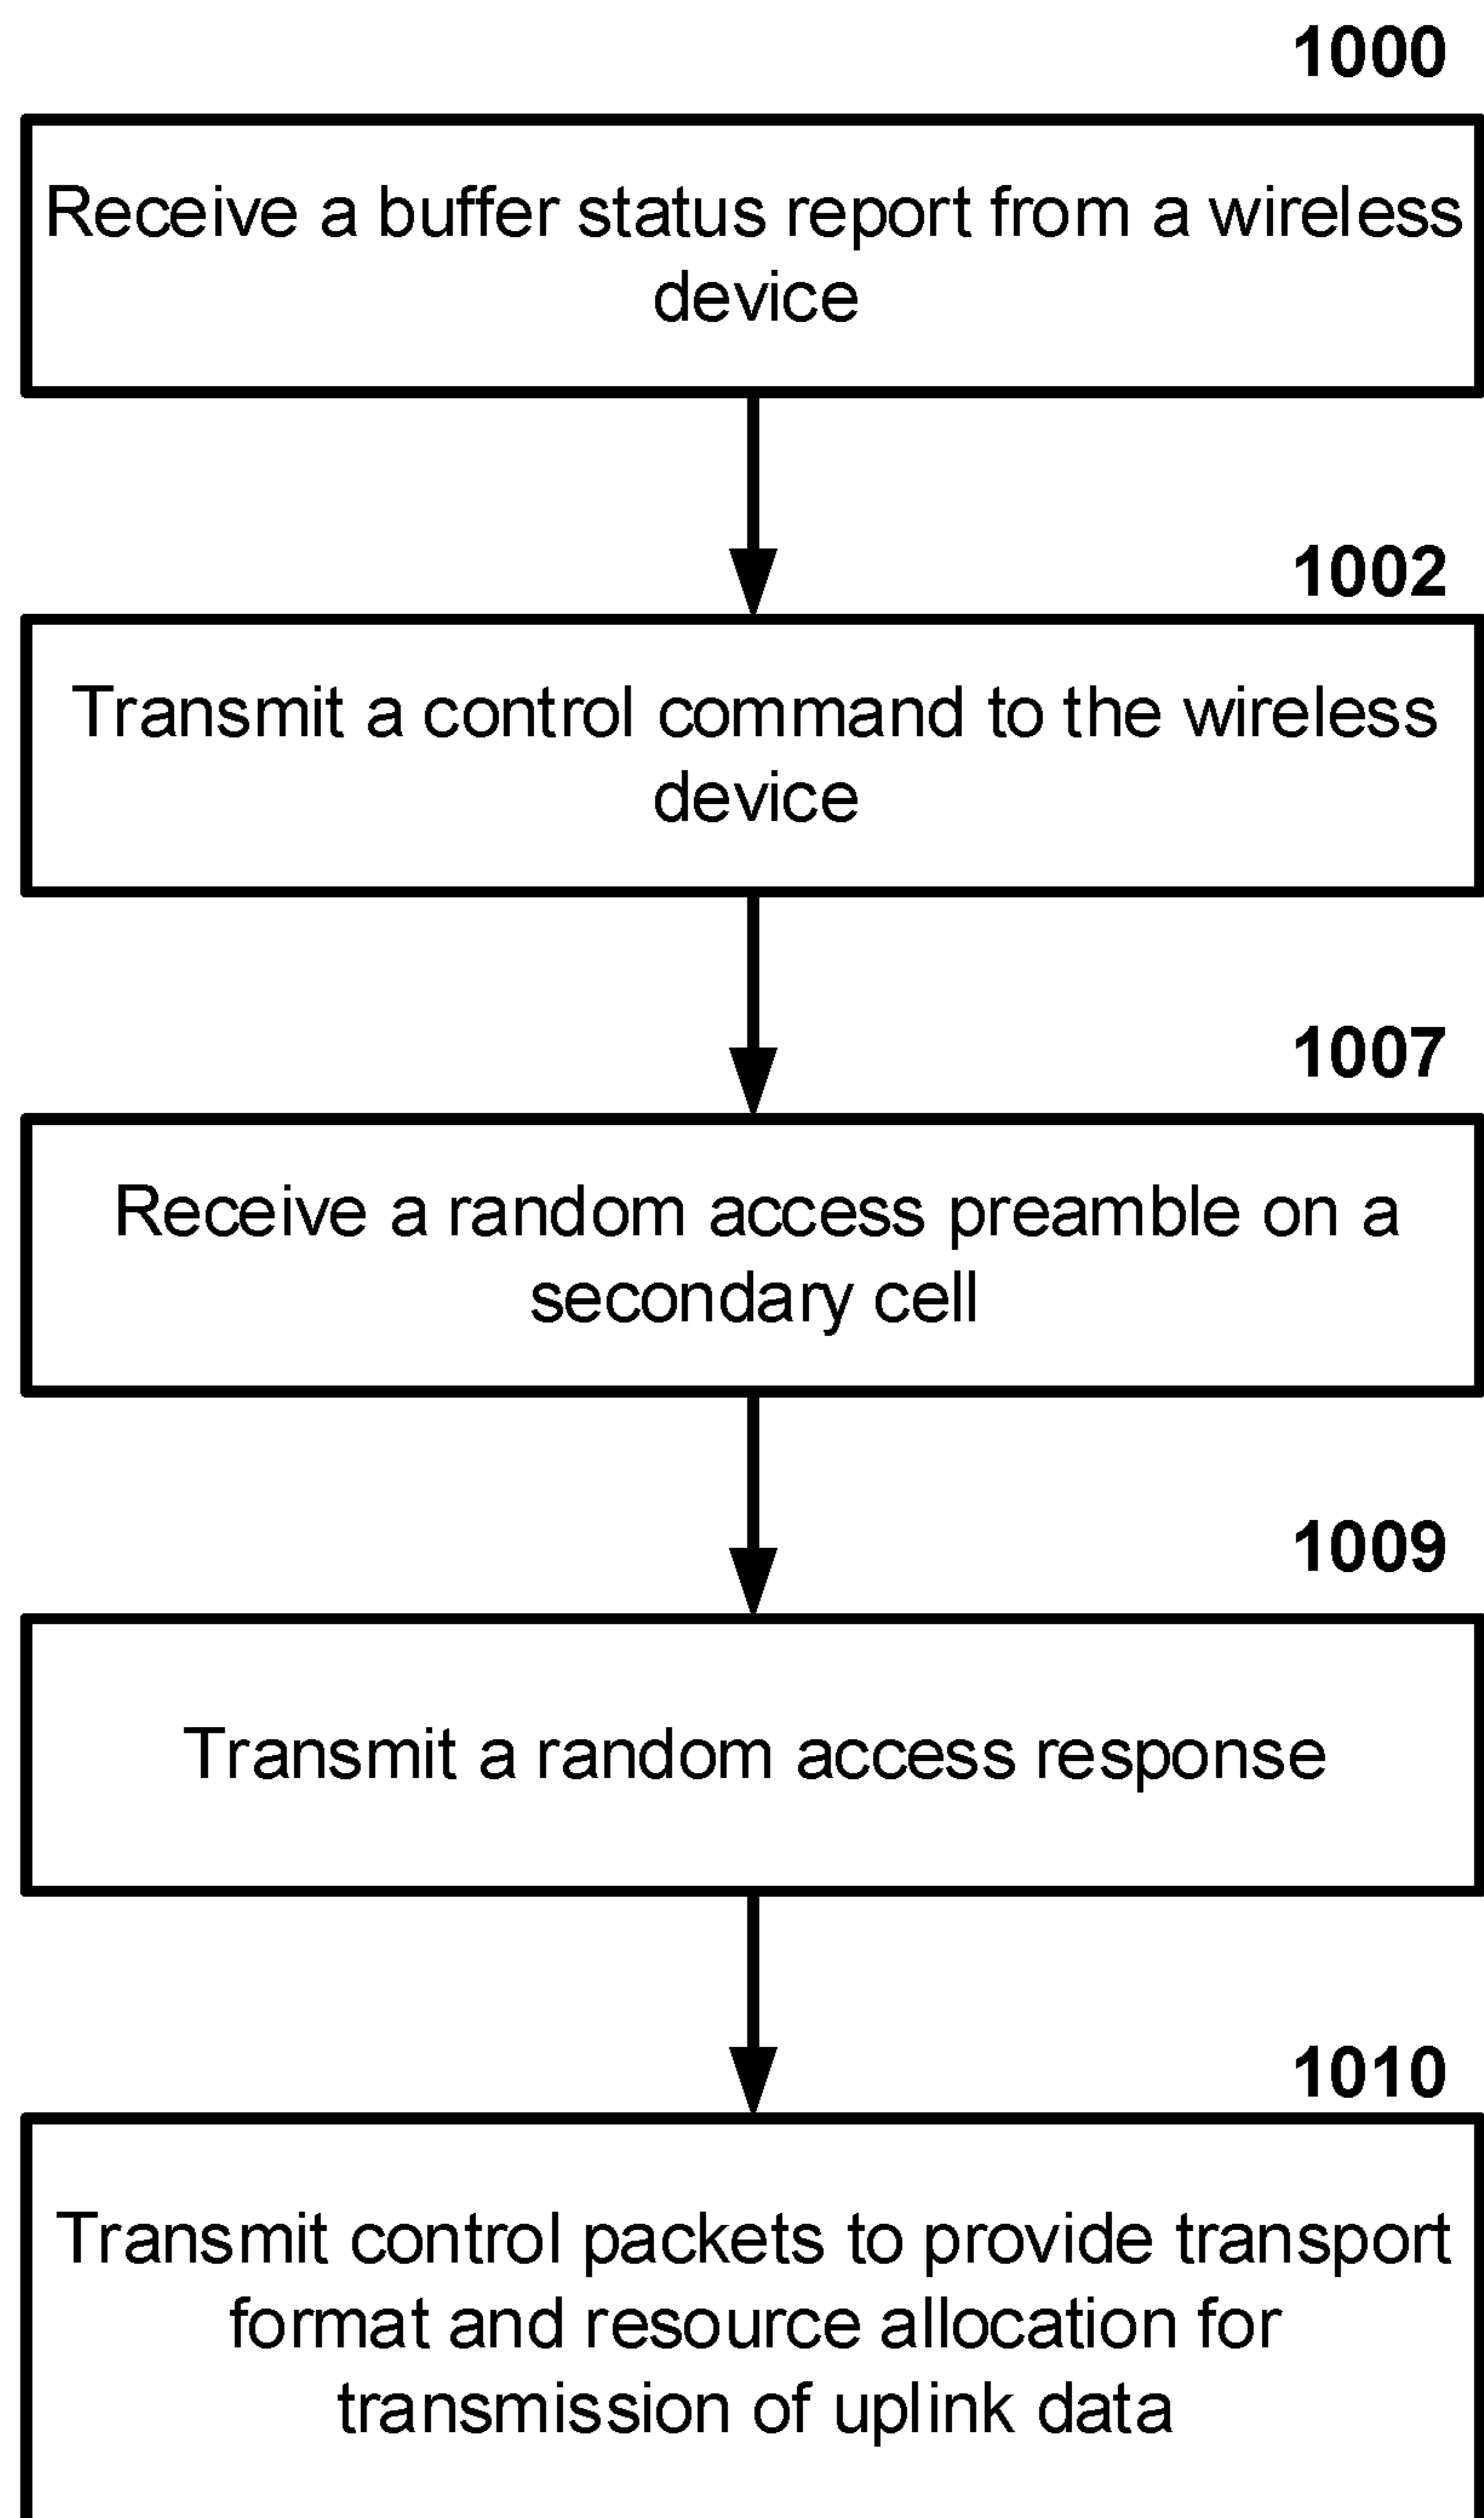 1000
Receive a buffer status report from a wireless
device
1002
Transmit a control command to the wireless
device
1007
Receive a random access preamble on a
secondary cell
1009
Transmit a random access response
1010
Transmit control packets to provide transport
format and resource allocation for
transmission of uplink data